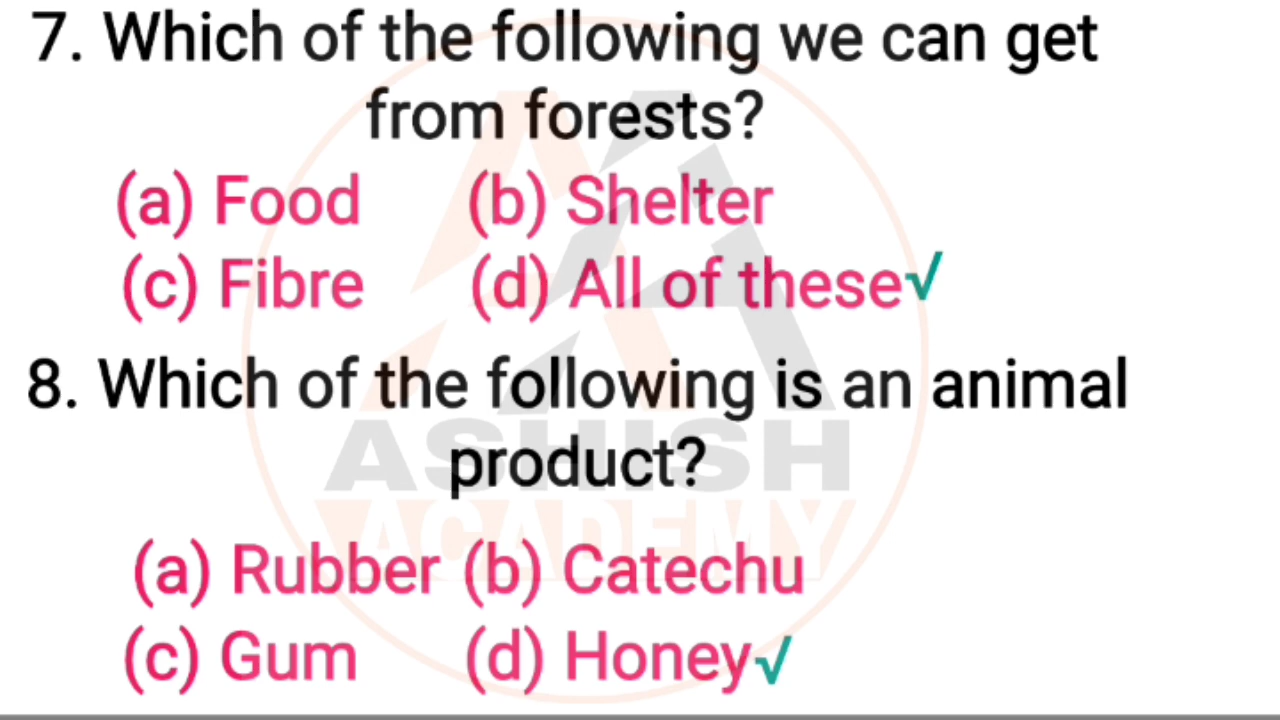 7. Which of the following we can get
from forests?
(a) Food (b) Shelter
(c) Fibre (d) All of these√
8. Which of the following is an animal
product?
(a) Rubber (b) Catechu
(c) Gum (d) Honey√
ASHISH
ACADEMY